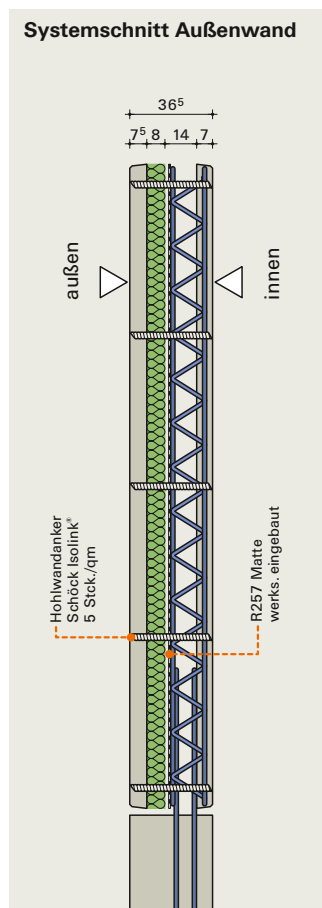 Systemschnitt Außenwand
36⁵
7⁵ 8 14 7
außen
innen
Hohlwandanker
Schöck Isolink®
5 Stck./qm
R257 Matte
werks. eingebaut